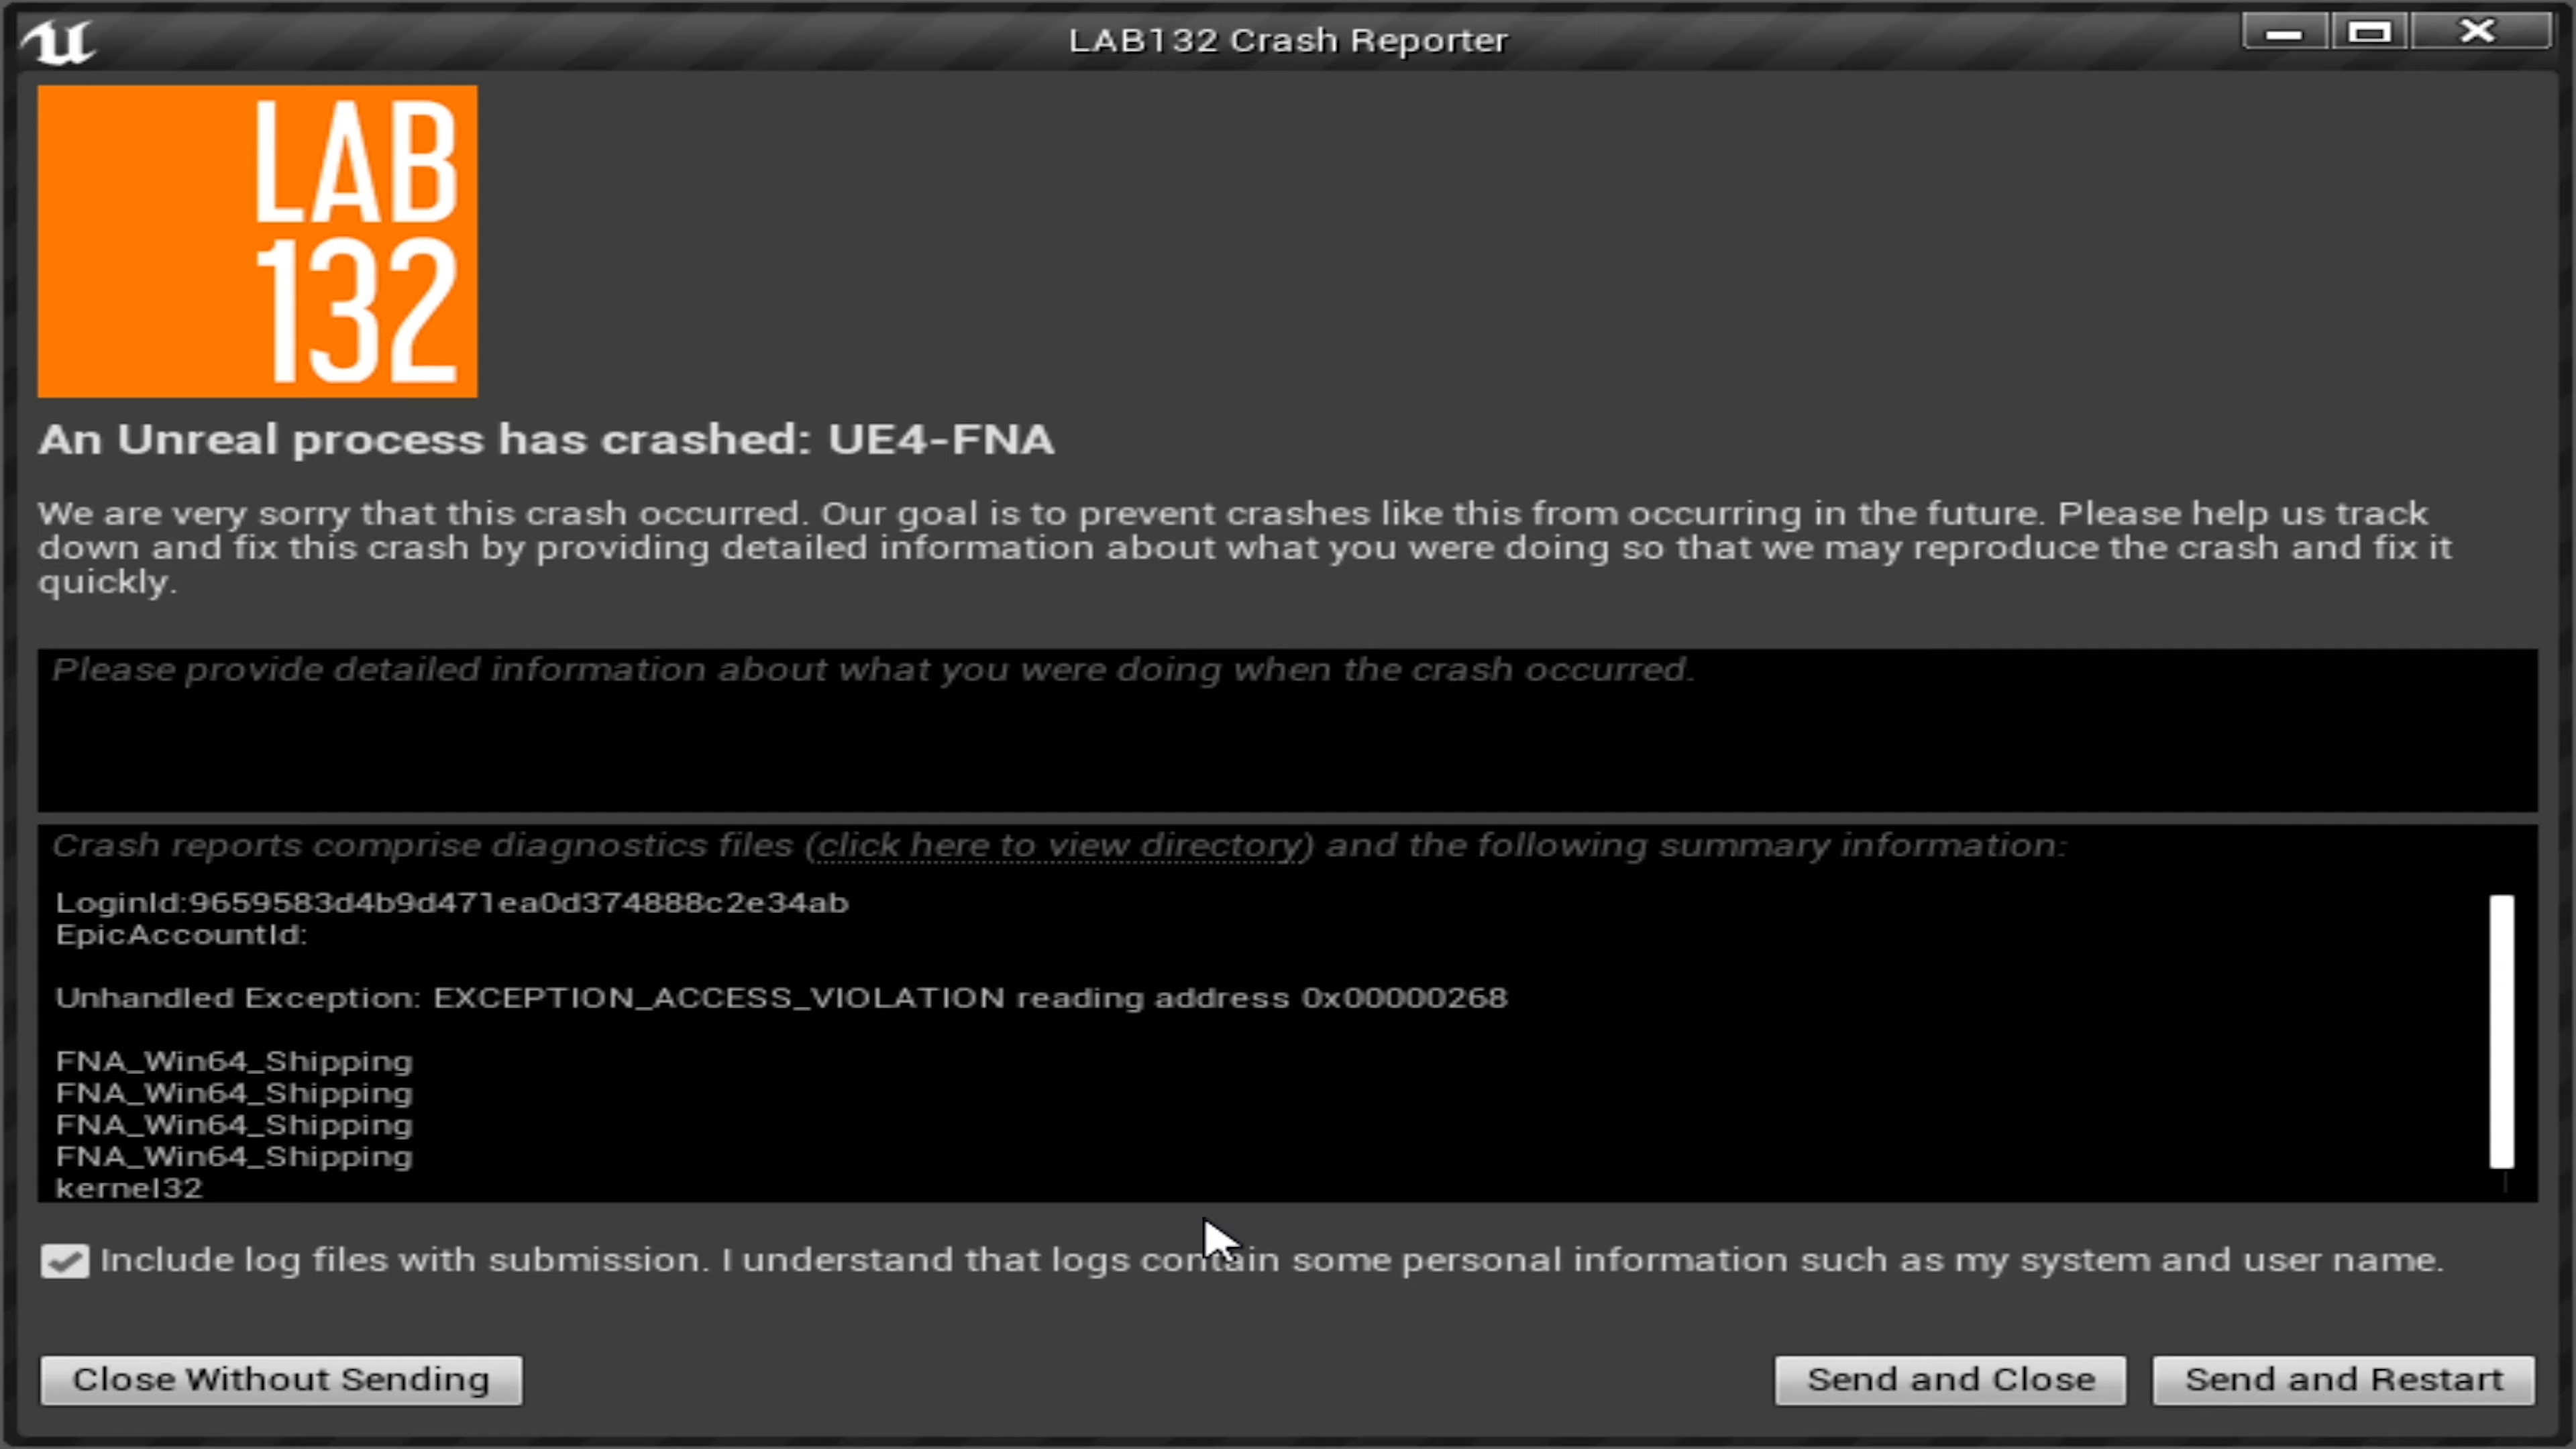 LAB132 Crash Reporter
LAB
132
An Unreal process has crashed: UE4-FNA
We are very sorry that this crash occurred. Our goal is to prevent crashes like this from occurring in the future. Please help us track
down and fix this crash by providing detailed information about what you were doing so that we may reproduce the crash and fix it
quickly.
Please provide detailed information about what you were doing when the crash occurred.
Crash reports comprise diagnostics files (click here to view directory) and the following summary information:
LoginId:9659583d4b9d471ea0d374888c2e34ab
EpicAccountId:
Unhandled Exception: EXCEPTION_ACCESS_VIOLATION reading address 0x00000268
FNA_Win64_Shipping
FNA_Win64_Shipping
FNA_Win64_Shipping
FNA_Win64_Shipping
kernel32
Include log files with submission. I understand that logs contain some personal information such as my system and user name.
Close Without Sending
Send and Close
Send and Restart